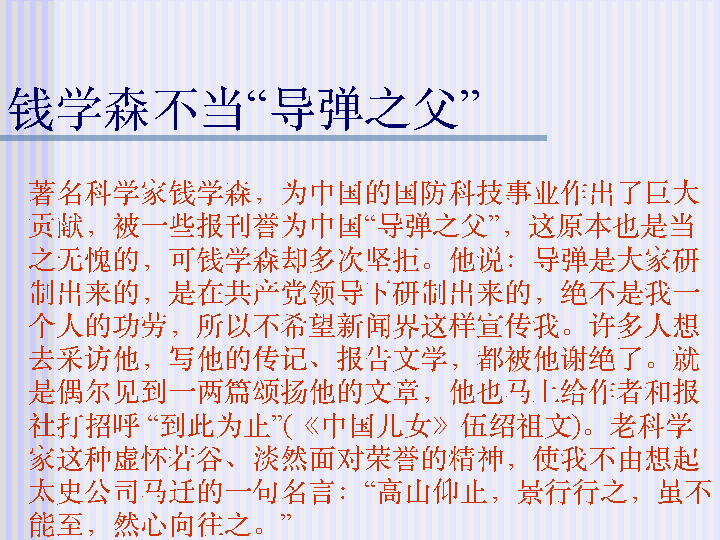 钱学森不当“导弹之父”
著名科学家钱学森，为中国的国防科技事业作出了巨大
贡献，被一些报刊誉为中国“导弹之父”，这原本也是当
之无愧的，可钱学森却多次坚拒。他说：导弹是大家研
制出来的，是在共产党领导下研制出来的，绝不是我一
个人的功劳，所以不希望新闻界这样宣传我。许多人想
去采访他，写他的传记、报告文学，都被他谢绝了。就
是偶尔见到一两篇颂扬他的文章，他也马上给作者和报
社打招呼 “到此为止”(《中国儿女》伍绍祖文)。老科学
家这种虚怀若谷、淡然面对荣誉的精神，使我不由想起
太史公司马迁的一句名言：“高山仰止，景行行之，虽不
能至，然心向往之。”